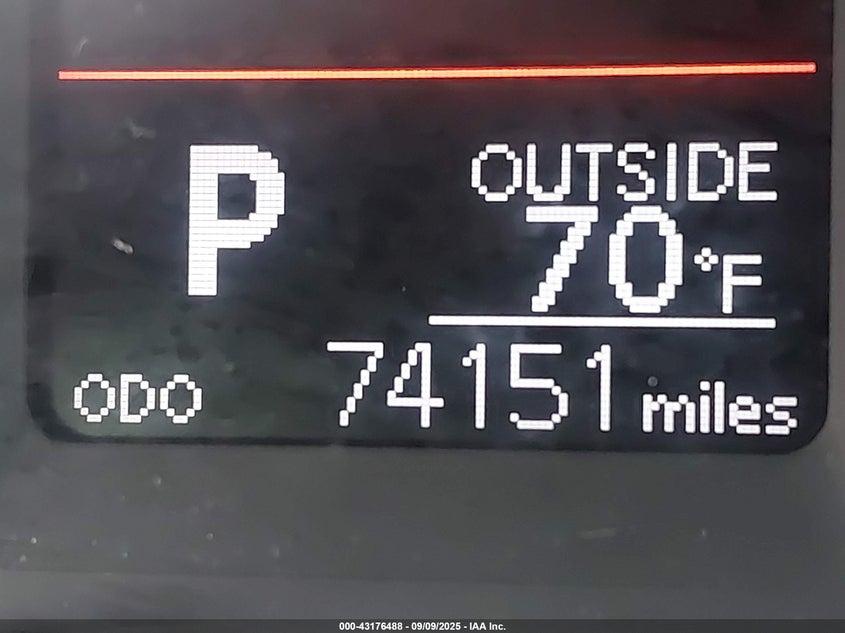 P
OUTSIDE
70°F
ODO 74151 miles
000-43176488 - 09/09/2025 - IAA Inc.